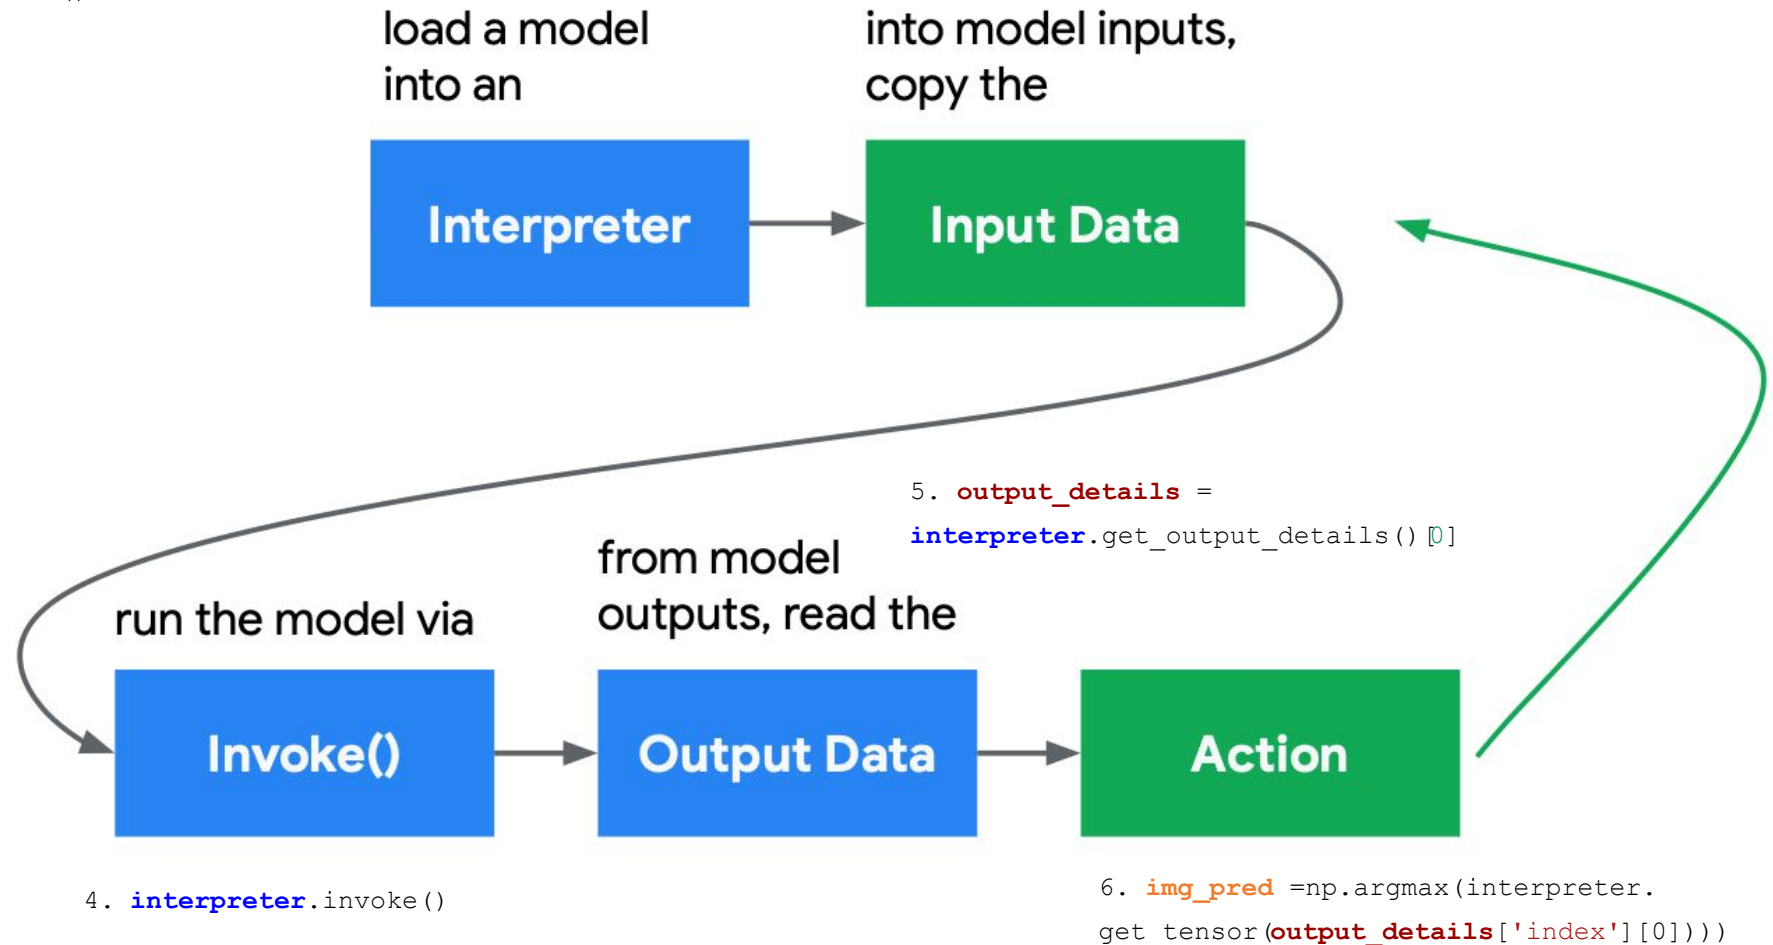 load a model
into an
into model inputs,
copy the
Interpreter
Input Data
5. output_details =
interpreter.get_output_details()[0]
from model
outputs, read the
run the model via
Invoke()
Output Data
Action
4. interpreter.invoke()
6. img_pred =np.argmax(interpreter.
get tensor(output_details['index'][0])))